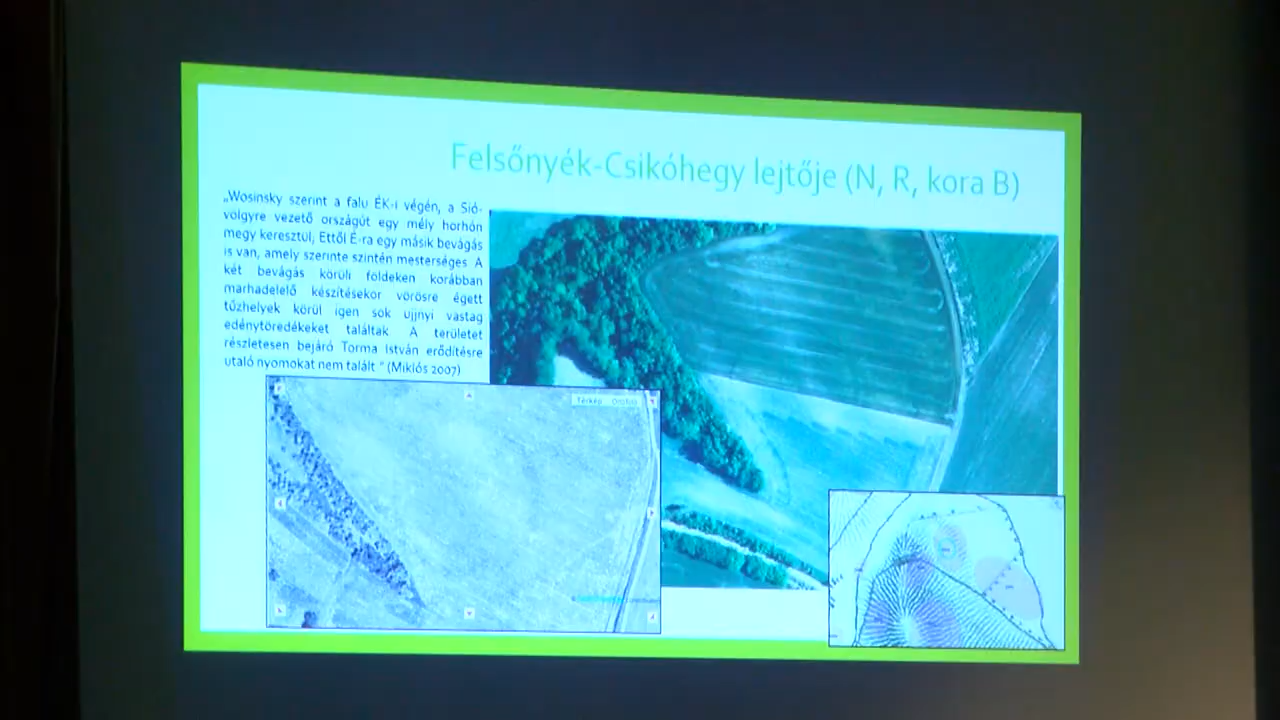 Felsőnyék-Csikóhegy lejtője (N, R, kora B)
„Wosinsky szerint a falu ÉK-i végén, a Sió-
völgyre vezető országút egy mély horhón
megy keresztül, Ettől É-ra egy másik bevágás
is van, amely szerinte szintén mesterséges. A
két bevágás körüli földeken korábban
marhadelelő készítésekor vörösre égett
tűzhelyek körül igen sok ujjnyi vastag
edénytöredékeket találtak. A területet
részletesen bejáró Torma István erődítésre
utaló nyomokat nem talált." (Miklós 2007)
Térkép Ortofotó